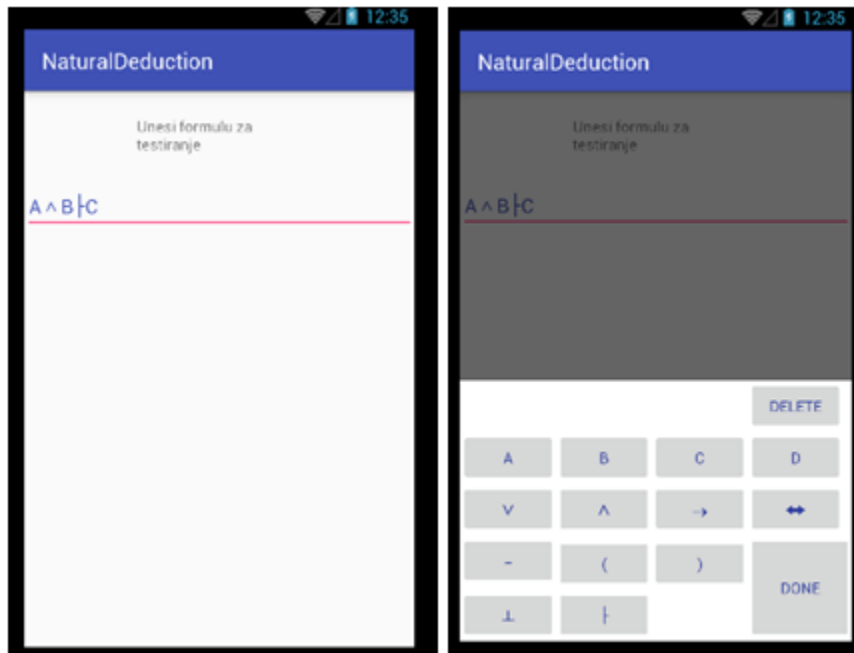 12:35
NaturalDeduction
Unesi formulu za
testiranje
A ∧ B ├C
12:35
NaturalDeduction
Unesi formulu za
testiranje
A ∧ B ├C
DELETE
A B C D
∨ ∧ → ⬌
- ( )
DONE
⊥ ├